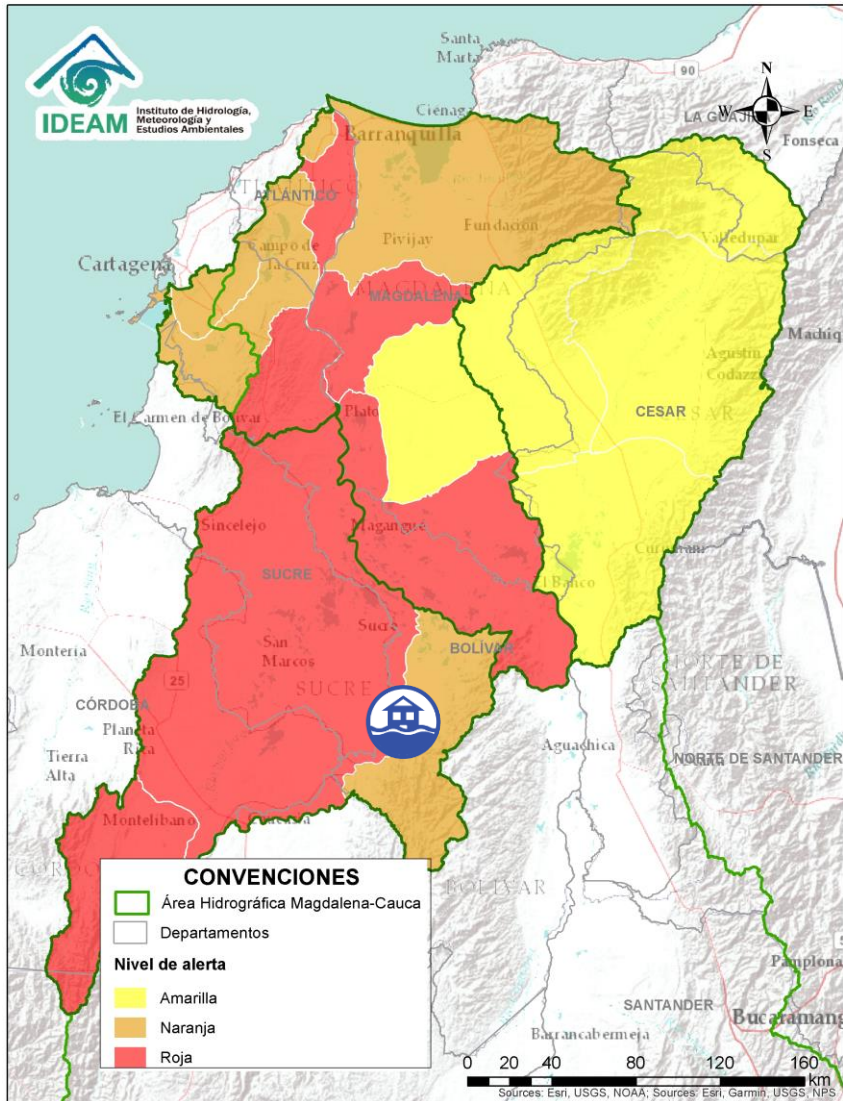 IDEAM
Instituto de Hidrología,
Meteorología y
Estudios Ambientales
Santa
Marta
90
N
W
E
S
Ciénaga
LA GUAJIRA
Fonseca
Barranquilla
ATLÁNTICO
Fundación
Valledupar
Pivijay
Campo de
la Cruz
Cartagena
MAGDALENA
Agustín
Codazzi
CESAR
Plato
El Carmen de Bolívar
Sincelejo
Magangué
SUCRE
El Banco
Sucre
San
Marcos
BOLÍVAR
Montería
25
SUCRE
NORTE DE
SANTANDER
CÓRDOBA
Planeta
Rica
Aguachica
Tierra
Alta
NORTE DE SANTANDER
Montelibano
BOLÍVAR
Pamplona
SANTANDER
Barrancabermeja
CONVENCIONES
Área Hidrográfica Magdalena-Cauca
Departamentos
Nivel de alerta
Amarilla
Naranja
Roja
0 20 40 80 120 160
km
Sources: Esri, USGS, NOAA; Sources: Esri, Garmin, USGS, NPS